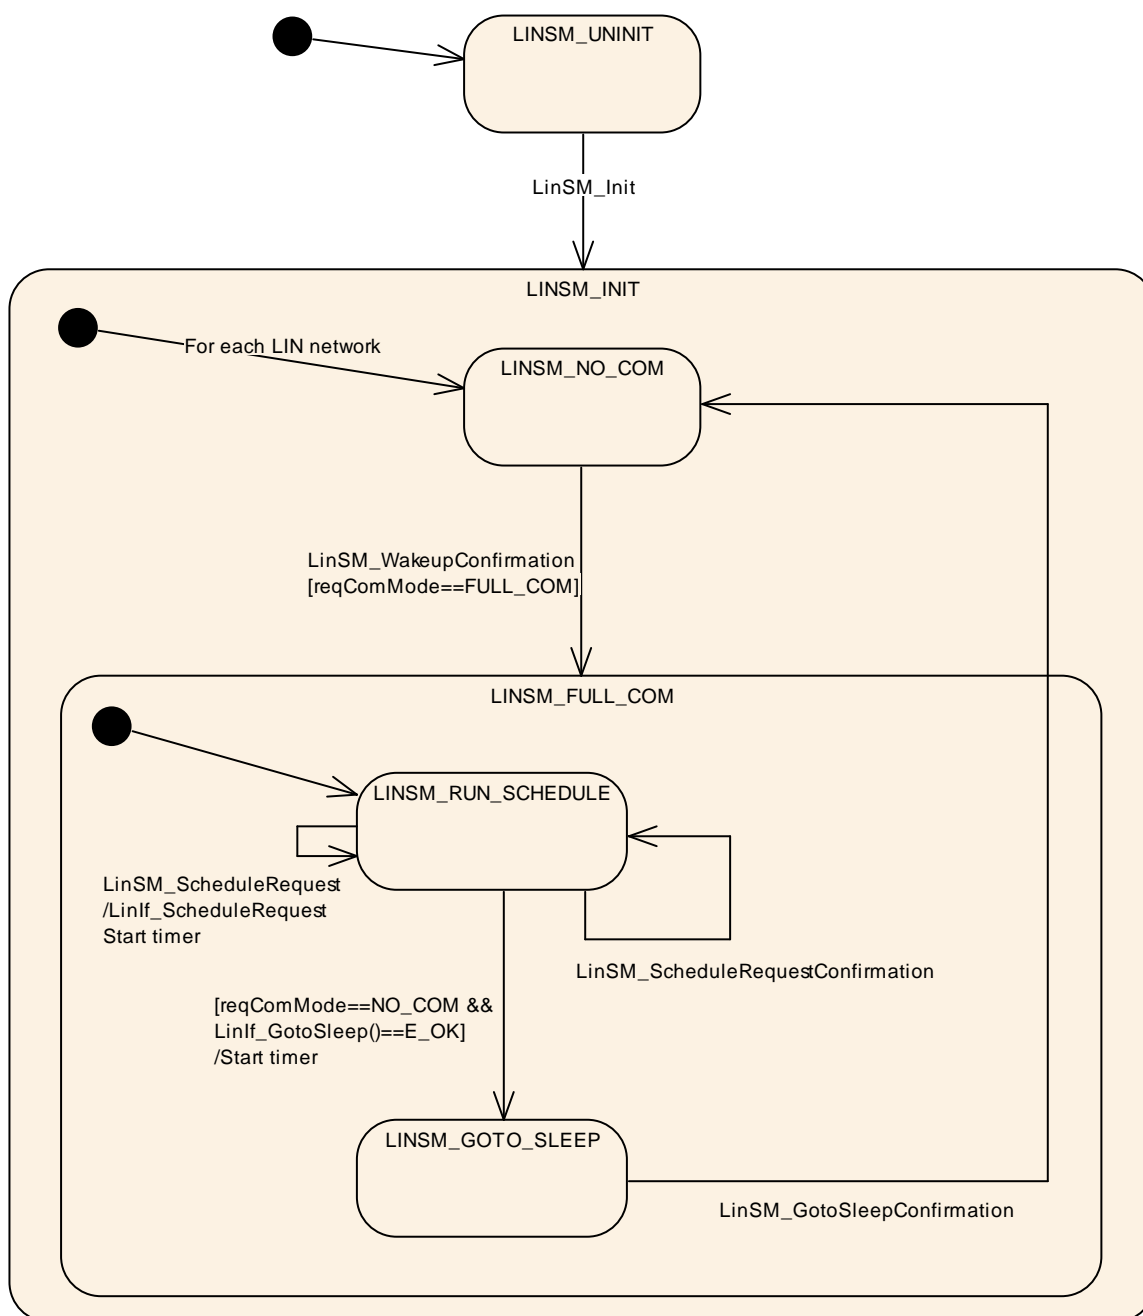 LINSM_UNINIT
LinSM_Init
LINSM_INIT
For each LIN network
LINSM_NO_COM
LinSM_WakeupConfirmation
[reqComMode==FULL_COM]
LINSM_FULL_COM
LINSM_RUN_SCHEDULE
LinSM_ScheduleRequest
/LinIf_ScheduleRequest
Start timer
LinSM_ScheduleRequestConfirmation
[reqComMode==NO_COM &&
LinIf_GotoSleep()==E_OK]
/Start timer
LINSM_GOTO_SLEEP
LinSM_GotoSleepConfirmation